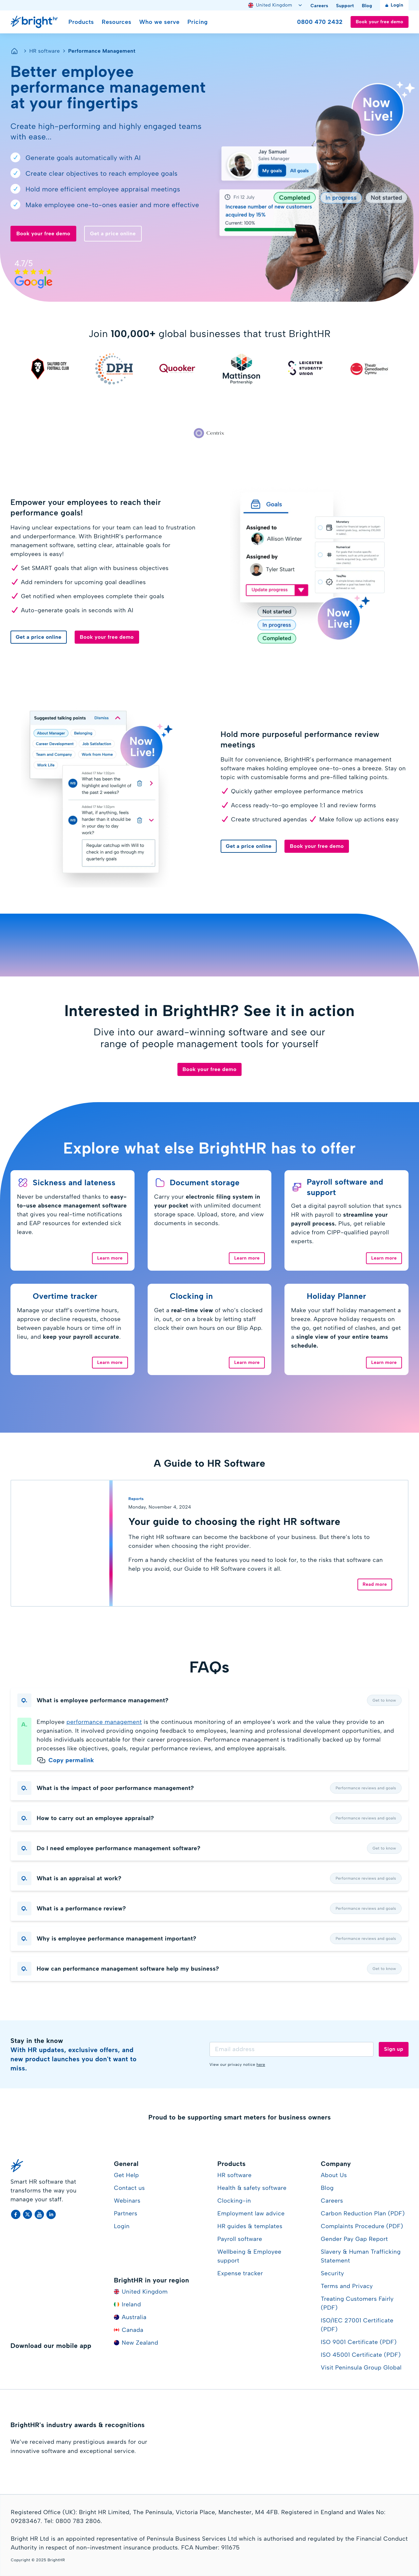 United Kingdom
Careers
Support
Blog
Login
bright HR
Products
Resources
Who we serve
Pricing
0800 470 2432
Book your free demo
HR software
Performance Management
Better employee
performance management
at your fingertips
Create high-performing and highly engaged teams
with ease...
Generate goals automatically with AI
Create clear objectives to reach employee goals
Hold more efficient employee appraisal meetings
Make employee one-to-ones easier and more effective
Book your free demo
Get a price online
4.7/5
Google
Now
Live!
Jay Samuel
Sales Manager
My goals
All goals
Fri 12 July
Completed
In progress
Not started
Increase number of new customers
acquired by 15%
Current: 100%
Join 100,000+ global businesses that trust BrightHR
SALFORD CITY
FOOTBALL CLUB
DPH
Quooker
Mattinson
Partnership
LEICESTER
STUDENTS'
UNION
Theatr
Genedlaethol
Cymru
Centrix
Empower your employees to reach their
performance goals!
Having unclear expectations for your team can lead to frustration
and underperformance. With BrightHR's performance
management software, setting clear, attainable goals for
employees is easy!
Set SMART goals that align with business objectives
Add reminders for upcoming goal deadlines
Get notified when employees complete their goals
Auto-generate goals in seconds with AI
Get a price online
Book your free demo
Goals
Assigned to
Allison Winter
Assigned by
Tyler Stuart
Update progress
Not started
In progress
Completed
Monetary
Numerical
Yes/No
Now
Live!
Suggested talking points
Dismiss
About Manager
Belonging
Career Development
Job Satisfaction
Team and Company
Work from Home
Work Life
Now
Live!
Added 11 Mar 1:00pm
What has been the
highlight and lowlight of
the past 2 weeks?
Added 11 Mar 1:00pm
What, if anything, feels
harder than it should be
in your day to day
work?
Regular catchup with Will to
check in and go through my
quarterly goals
Hold more purposeful performance review
meetings
Built for convenience, BrightHR's performance management
software makes holding employee one-to-ones a breeze. Stay on
topic with customisable forms and pre-filled talking points.
Quickly gather employee performance metrics
Access ready-to-go employee 1:1 and review forms
Create structured agendas
Make follow up actions easy
Get a price online
Book your free demo
Interested in BrightHR? See it in action
Dive into our award-winning software and see our
range of people management tools for yourself
Book your free demo
Explore what else BrightHR has to offer
Sickness and lateness
Never be understaffed thanks to easy-
to-use absence management software
that gives you real-time notifications
and EAP resources for extended sick
leave.
Learn more
Document storage
Carry your electronic filing system in
your pocket with unlimited document
storage space. Upload, store, and view
documents in seconds.
Learn more
Payroll software and
support
Get a digital payroll solution that syncs
HR with payroll to streamline your
payroll process. Plus, get reliable
advice from CIPP-qualified payroll
experts.
Learn more
Overtime tracker
Manage your staff's overtime hours,
approve or decline requests, choose
between payable hours or time off in
lieu, and keep your payroll accurate.
Learn more
Clocking in
Get a real-time view of who's clocked
in, out, or on a break by letting staff
clock their own hours on our Blip App.
Learn more
Holiday Planner
Make your staff holiday management a
breeze. Approve holiday requests on
the go, get notified of clashes, and get
a single view of your entire teams
schedule.
Learn more
A Guide to HR Software
Reports
Monday, November 4, 2024
Your guide to choosing the right HR software
The right HR software can become the backbone of your business. But there's lots to
consider when choosing the right provider.
From a handy checklist of the features you need to look for, to the risks that software can
help you avoid, our Guide to HR Software covers it all.
Read more
FAQs
Q.
What is employee performance management?
Get to know
A.
Employee performance management is the continuous monitoring of an employee's work and the value they provide to an
organisation. It involved providing ongoing feedback to employees, learning and professional development opportunities, and
holds individuals accountable for their career progression. Performance management is traditionally backed up by formal
processes like objectives, goals, regular performance reviews, and employee appraisals.
Copy permalink
Q.
What is the impact of poor performance management?
Performance reviews and goals
Q.
How to carry out an employee appraisal?
Performance reviews and goals
Q.
Do I need employee performance management software?
Get to know
Q.
What is an appraisal at work?
Performance reviews and goals
Q.
What is a performance review?
Performance reviews and goals
Q.
Why is employee performance management important?
Performance reviews and goals
Q.
How can performance management software help my business?
Get to know
Stay in the know
With HR updates, exclusive offers, and
new product launches you don't want to
miss.
Email address
Sign up
View our privacy notice here
Proud to be supporting smart meters for business owners
Smart HR software that
transforms the way you
manage your staff.
Download our mobile app
General
Get Help
Contact us
Webinars
Partners
Login
BrightHR in your region
United Kingdom
Ireland
Australia
Canada
New Zealand
Products
HR software
Health & safety software
Clocking-in
Employment law advice
HR guides & templates
Payroll software
Wellbeing & Employee
support
Expense tracker
Company
About Us
Blog
Careers
Carbon Reduction Plan (PDF)
Complaints Procedure (PDF)
Gender Pay Gap Report
Slavery & Human Trafficking
Statement
Security
Terms and Privacy
Treating Customers Fairly
(PDF)
ISO/IEC 27001 Certificate
(PDF)
ISO 9001 Certificate (PDF)
ISO 45001 Certificate (PDF)
Visit Peninsula Group Global
BrightHR's industry awards & recognitions
We've received many prestigious awards for our
innovative software and exceptional service.
Registered Office (UK): Bright HR Limited, The Peninsula, Victoria Place, Manchester, M4 4FB. Registered in England and Wales No:
09283467. Tel: 0800 783 2806.
Bright HR Ltd is an appointed representative of Peninsula Business Services Ltd which is authorised and regulated by the Financial Conduct
Authority in respect of non-investment insurance products. FCA Number: 911675
Copyright © 2025 BrightHR